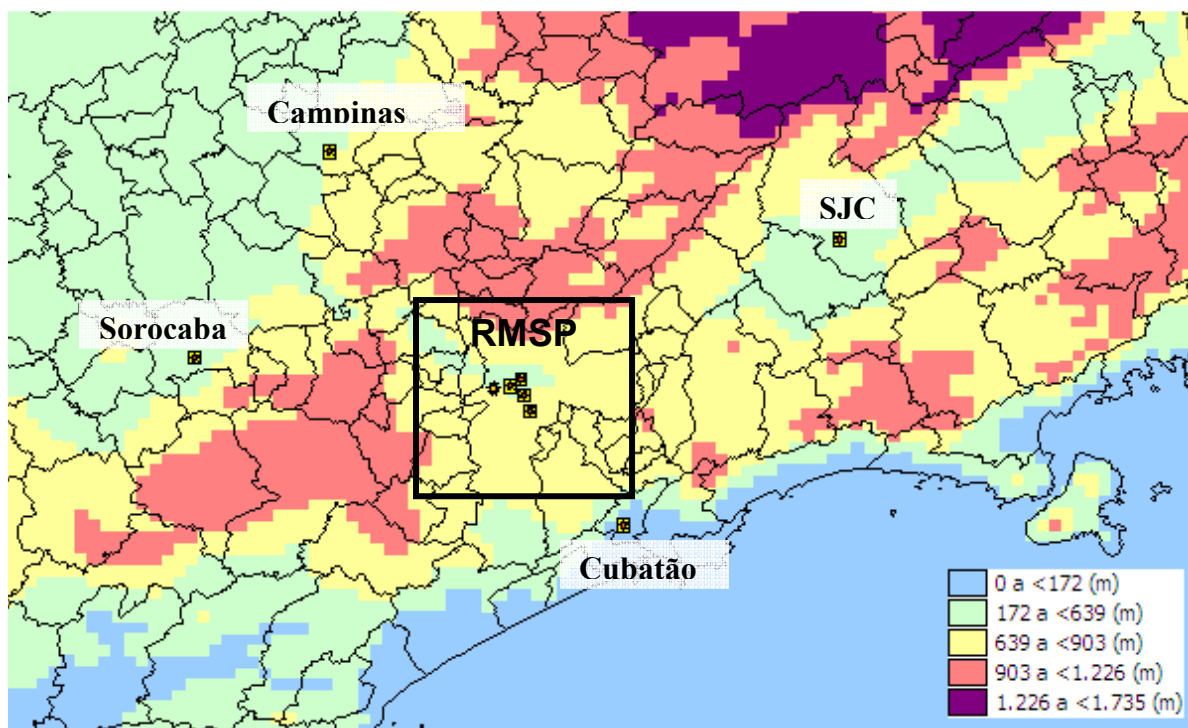 Campinas
SJC
Sorocaba
RMSP
Cubatão
0 a <172 (m)
172 a <639 (m)
639 a <903 (m)
903 a <1.226 (m)
1.226 a <1.735 (m)